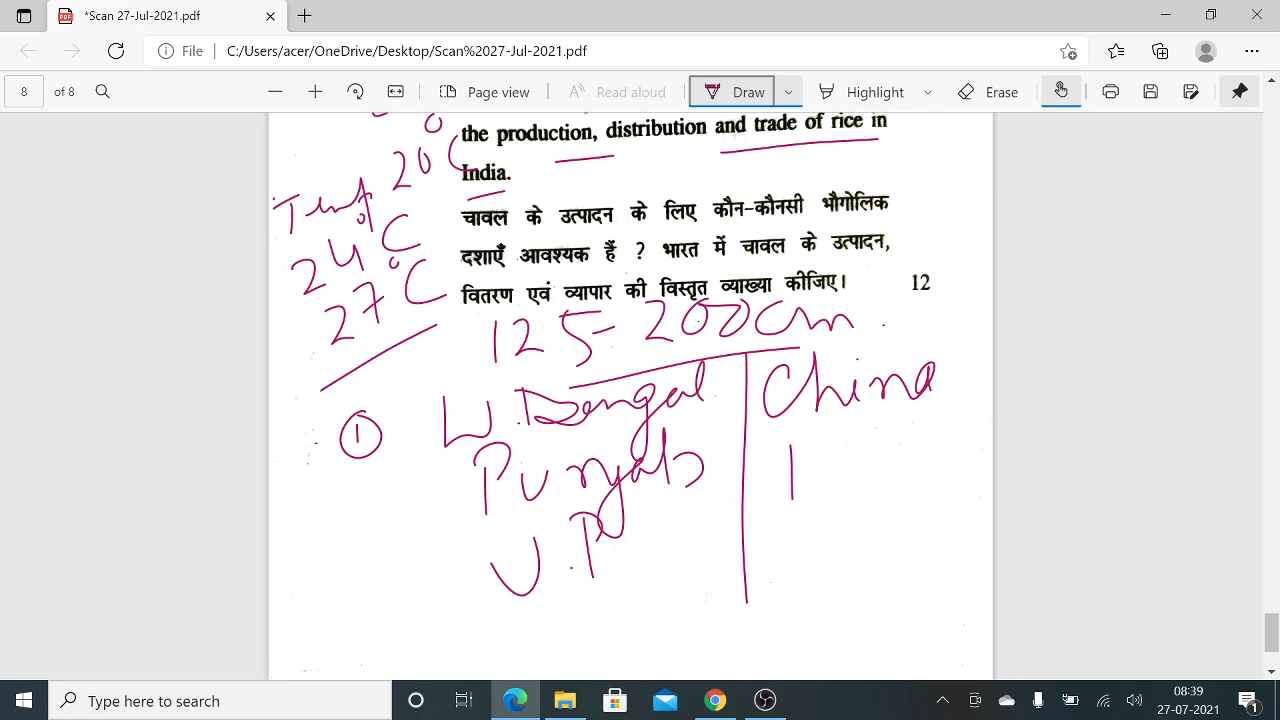 *Scan 27-Jul-2021.pdf
File C:/Users/acer/OneDrive/Desktop/Scan%2027-Jul-2021.pdf
8 of 8 Page view Read aloud Draw Highlight Erase
the production, distribution and trade of rice in
India.
20°C
Temp
24°C
27°C
चावल के उत्पादन के लिए कौन-कौनसी भौगोलिक
दशाएँ आवश्यक हैं ? भारत में चावल के उत्पादन,
वितरण एवं व्यापार की विस्तृत व्याख्या कीजिए। 12
125-200cm.
① W.Bengal China
Punjab I
U.P
Type here to search
08:39
27-07-2021
1